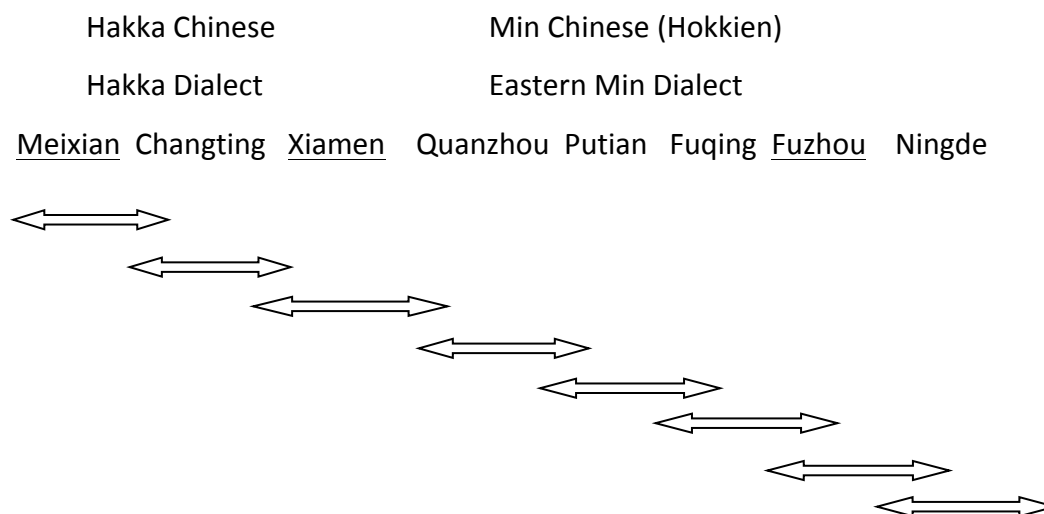 Hakka Chinese Min Chinese (Hokkien)
Hakka Dialect Eastern Min Dialect
Meixian Changting Xiamen Quanzhou Putian Fuqing Fuzhou Ningde